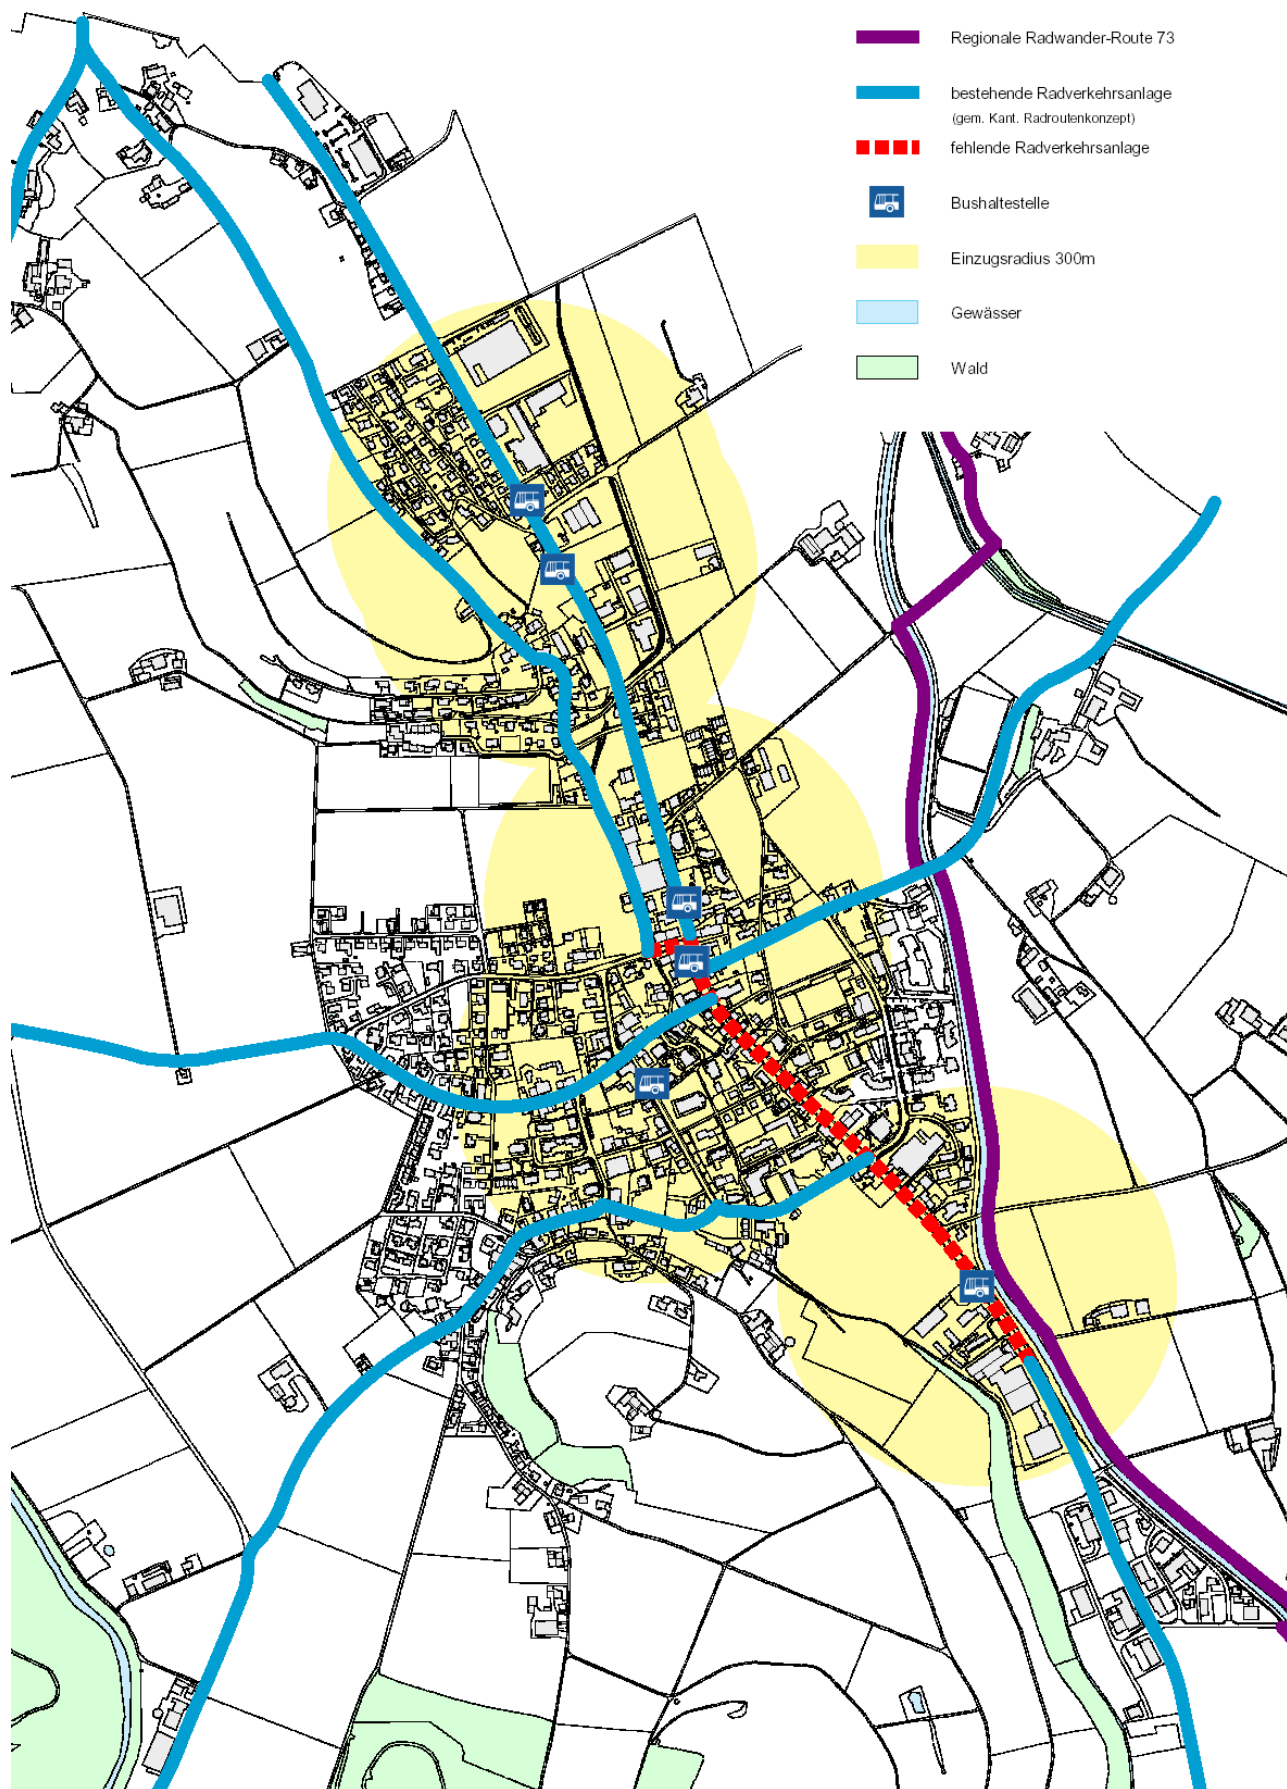 Regionale Radwander-Route 73
bestehende Radverkehrsanlage
(gem. Kant. Radroutenkonzept)
fehlende Radverkehrsanlage
Bushaltestelle
Einzugsradius 300m
Gewässer
Wald